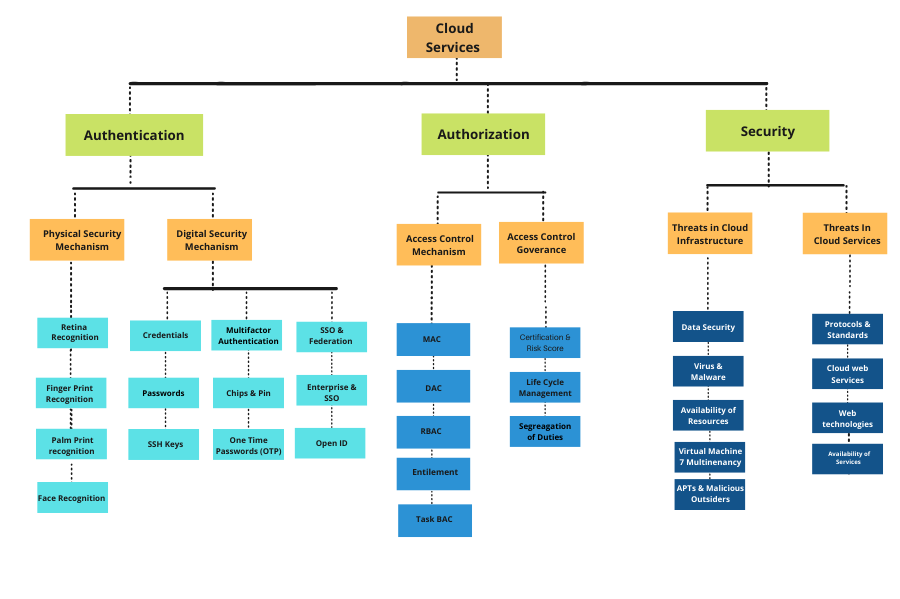 Cloud
Services
Authentication
Authorization
Security
Physical Security
Mechanism
Digital Security
Mechanism
Access Control
Mechanism
Access Control
Goverance
Threats in Cloud
Infrastructure
Threats In
Cloud Services
Retina
Recognition
Finger Print
Recognition
Palm Print
recognition
Face Recognition
Credentials
Passwords
SSH Keys
Multifactor
Authentication
Chips & Pin
One Time
Passwords (OTP)
SSO &
Federation
Enterprise &
SSO
Open ID
MAC
DAC
RBAC
Entilement
Task BAC
Certification &
Risk Score
Life Cycle
Management
Segreagation
of Duties
Data Security
Virus &
Malware
Availability of
Resources
Virtual Machine
7 Multinenancy
APTs & Malicious
Outsiders
Protocols &
Standards
Cloud web
Services
Web
technologies
Availability of
Services